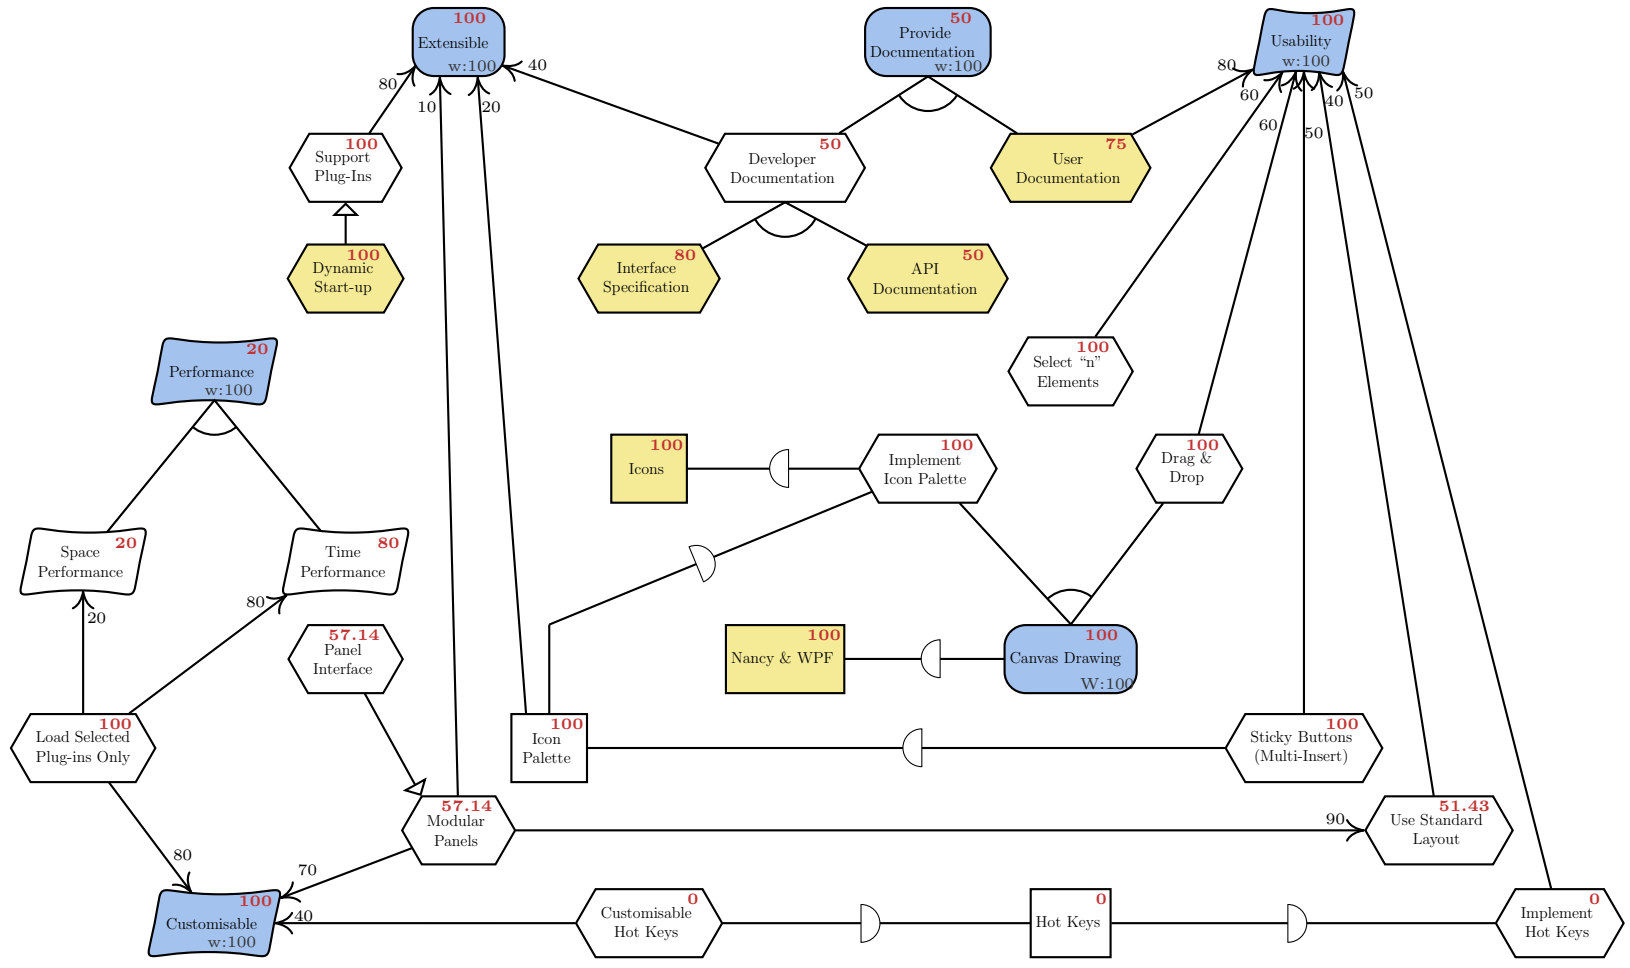 100
Extensible
w:100
50
Provide
Documentation
w:100
100
Usability
w:100
80
10
20
40
80
60
60
50
40
50
100
Support
Plug-Ins
50
Developer
Documentation
75
User
Documentation
100
Dynamic
Start-up
80
Interface
Specification
50
API
Documentation
20
Performance
w:100
100
Select “n”
Elements
100
Icons
100
Implement
Icon Palette
100
Drag &
Drop
20
Space
Performance
80
Time
Performance
20
80
57.14
Panel
Interface
100
Nancy & WPF
100
Canvas Drawing
W:100
100
Load Selected
Plug-ins Only
100
Icon
Palette
100
Sticky Buttons
(Multi-Insert)
57.14
Modular
Panels
90
51.43
Use Standard
Layout
80
70
40
100
Customisable
w:100
0
Customisable
Hot Keys
0
Hot Keys
0
Implement
Hot Keys